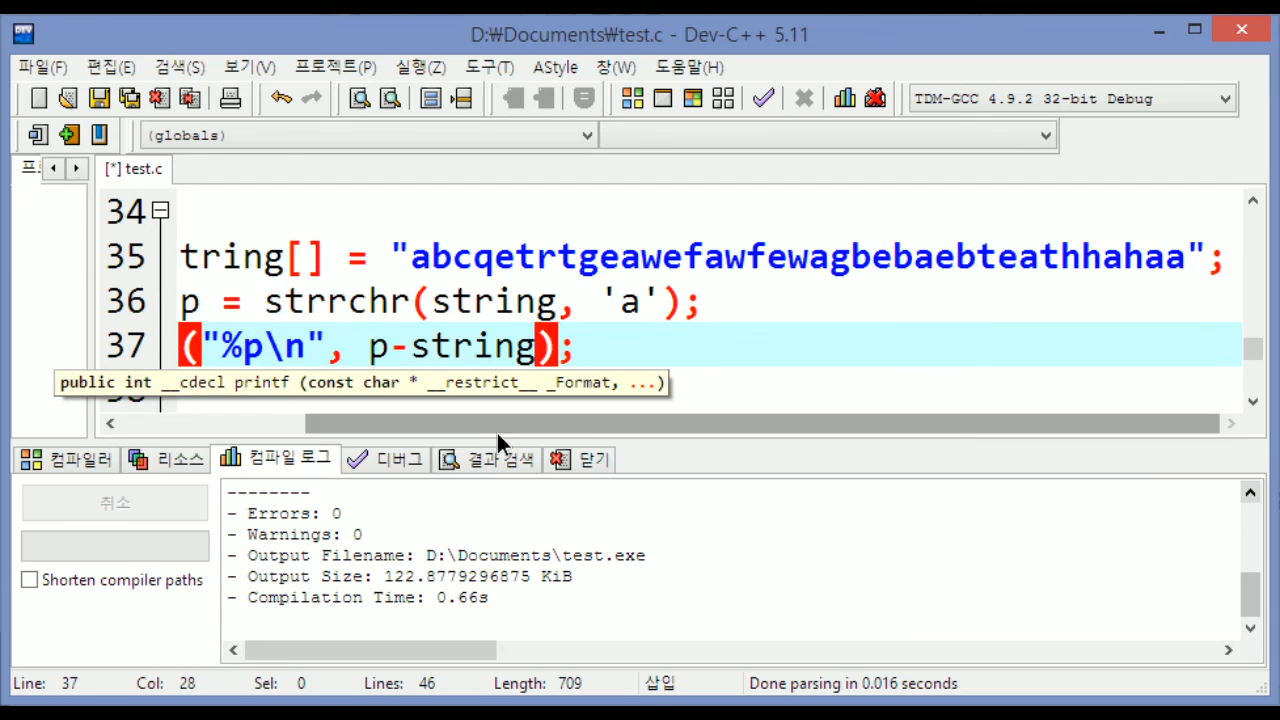 DEV
D:₩Documents₩test.c - Dev-C++ 5.11
파일(F) 편집(E) 검색(S) 보기(V) 프로젝트(P) 실행(Z) 도구(T) AStyle 창(W) 도움말(H)
TDM-GCC 4.9.2 32-bit Debug
(globals)
[*] test.c
34
35 tring[] = "abcqetrtgeawefawfewagbebaebteathhahaa";
36 p = strrchr(string, 'a');
37 ("%p\n", p-string);
public int __cdecl printf (const char * __restrict__ _Format, ...)
컴파일러 리소스 컴파일 로그 디버그 결과 검색 닫기
취소
Shorten compiler paths
--------
- Errors: 0
- Warnings: 0
- Output Filename: D:\Documents\test.exe
- Output Size: 122.8779296875 KiB
- Compilation Time: 0.66s
Line: 37 Col: 28 Sel: 0 Lines: 46 Length: 709 삽입 Done parsing in 0.016 seconds